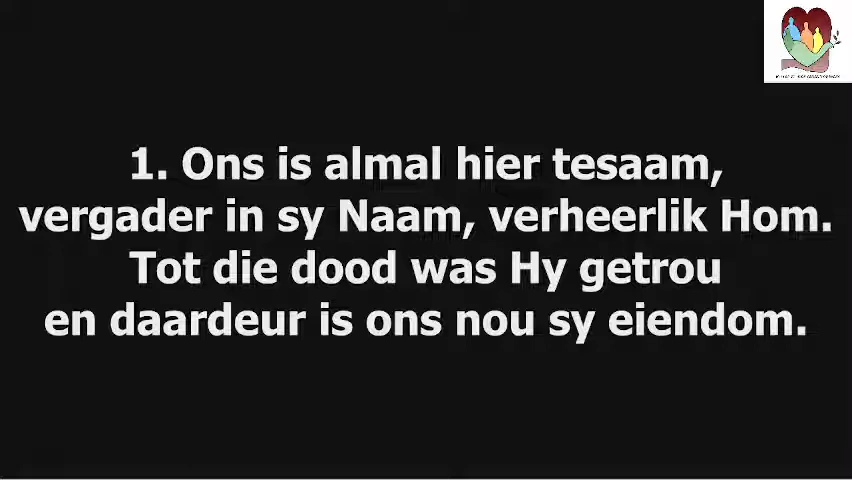 1. Ons is almal hier tesaam,
vergader in sy Naam, verheerlik Hom.
Tot die dood was Hy getrou
en daardeur is ons nou sy eiendom.